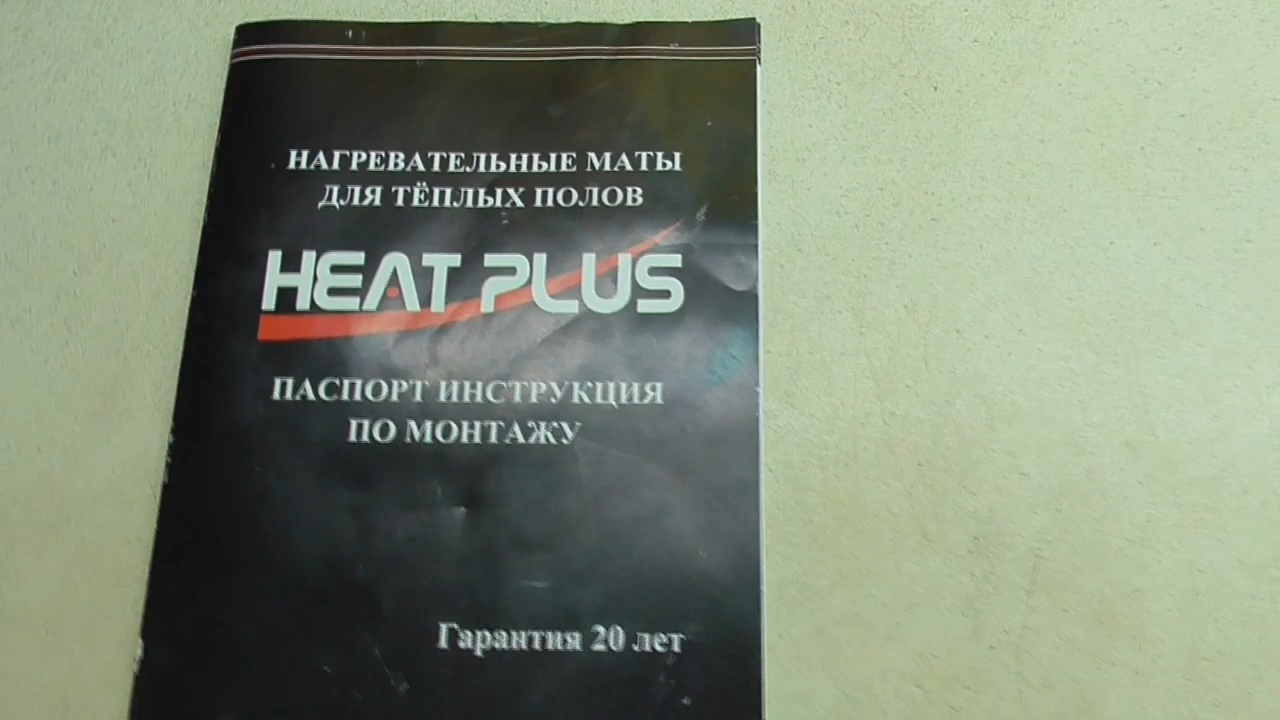 НАГРЕВАТЕЛЬНЫЕ МАТЫ
ДЛЯ ТЁПЛЫХ ПОЛОВ
HEAT PLUS
ПАСПОРТ ИНСТРУКЦИЯ
ПО МОНТАЖУ
Гарантия 20 лет